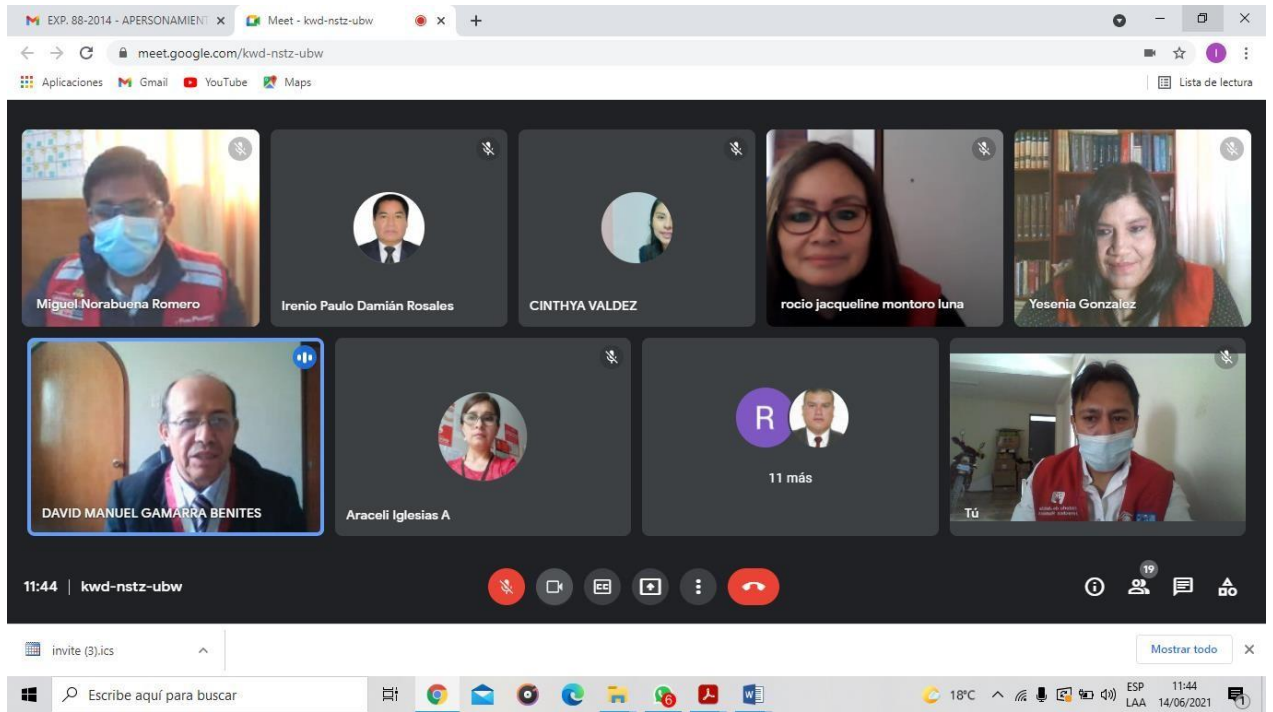 EXP. 88-2014 - APERSONAMIENT
Meet - kwd-nstz-ubw
meet.google.com/kwd-nstz-ubw
I
Aplicaciones
Gmail
YouTube
Maps
Lista de lectura
Miguel Norabuena Romero
Irenio Paulo Damián Rosales
CINTHYA VALDEZ
rocio jacqueline montoro luna
Yesenia Gonzalez
DAVID MANUEL GAMARRA BENITES
Araceli Iglesias A
R
11 más
Tú
11:44 | kwd-nstz-ubw
CC
19
invite (3).ics
Mostrar todo
Escribe aquí para buscar
6
W
18°C
ESP
LAA
11:44
14/06/2021
1